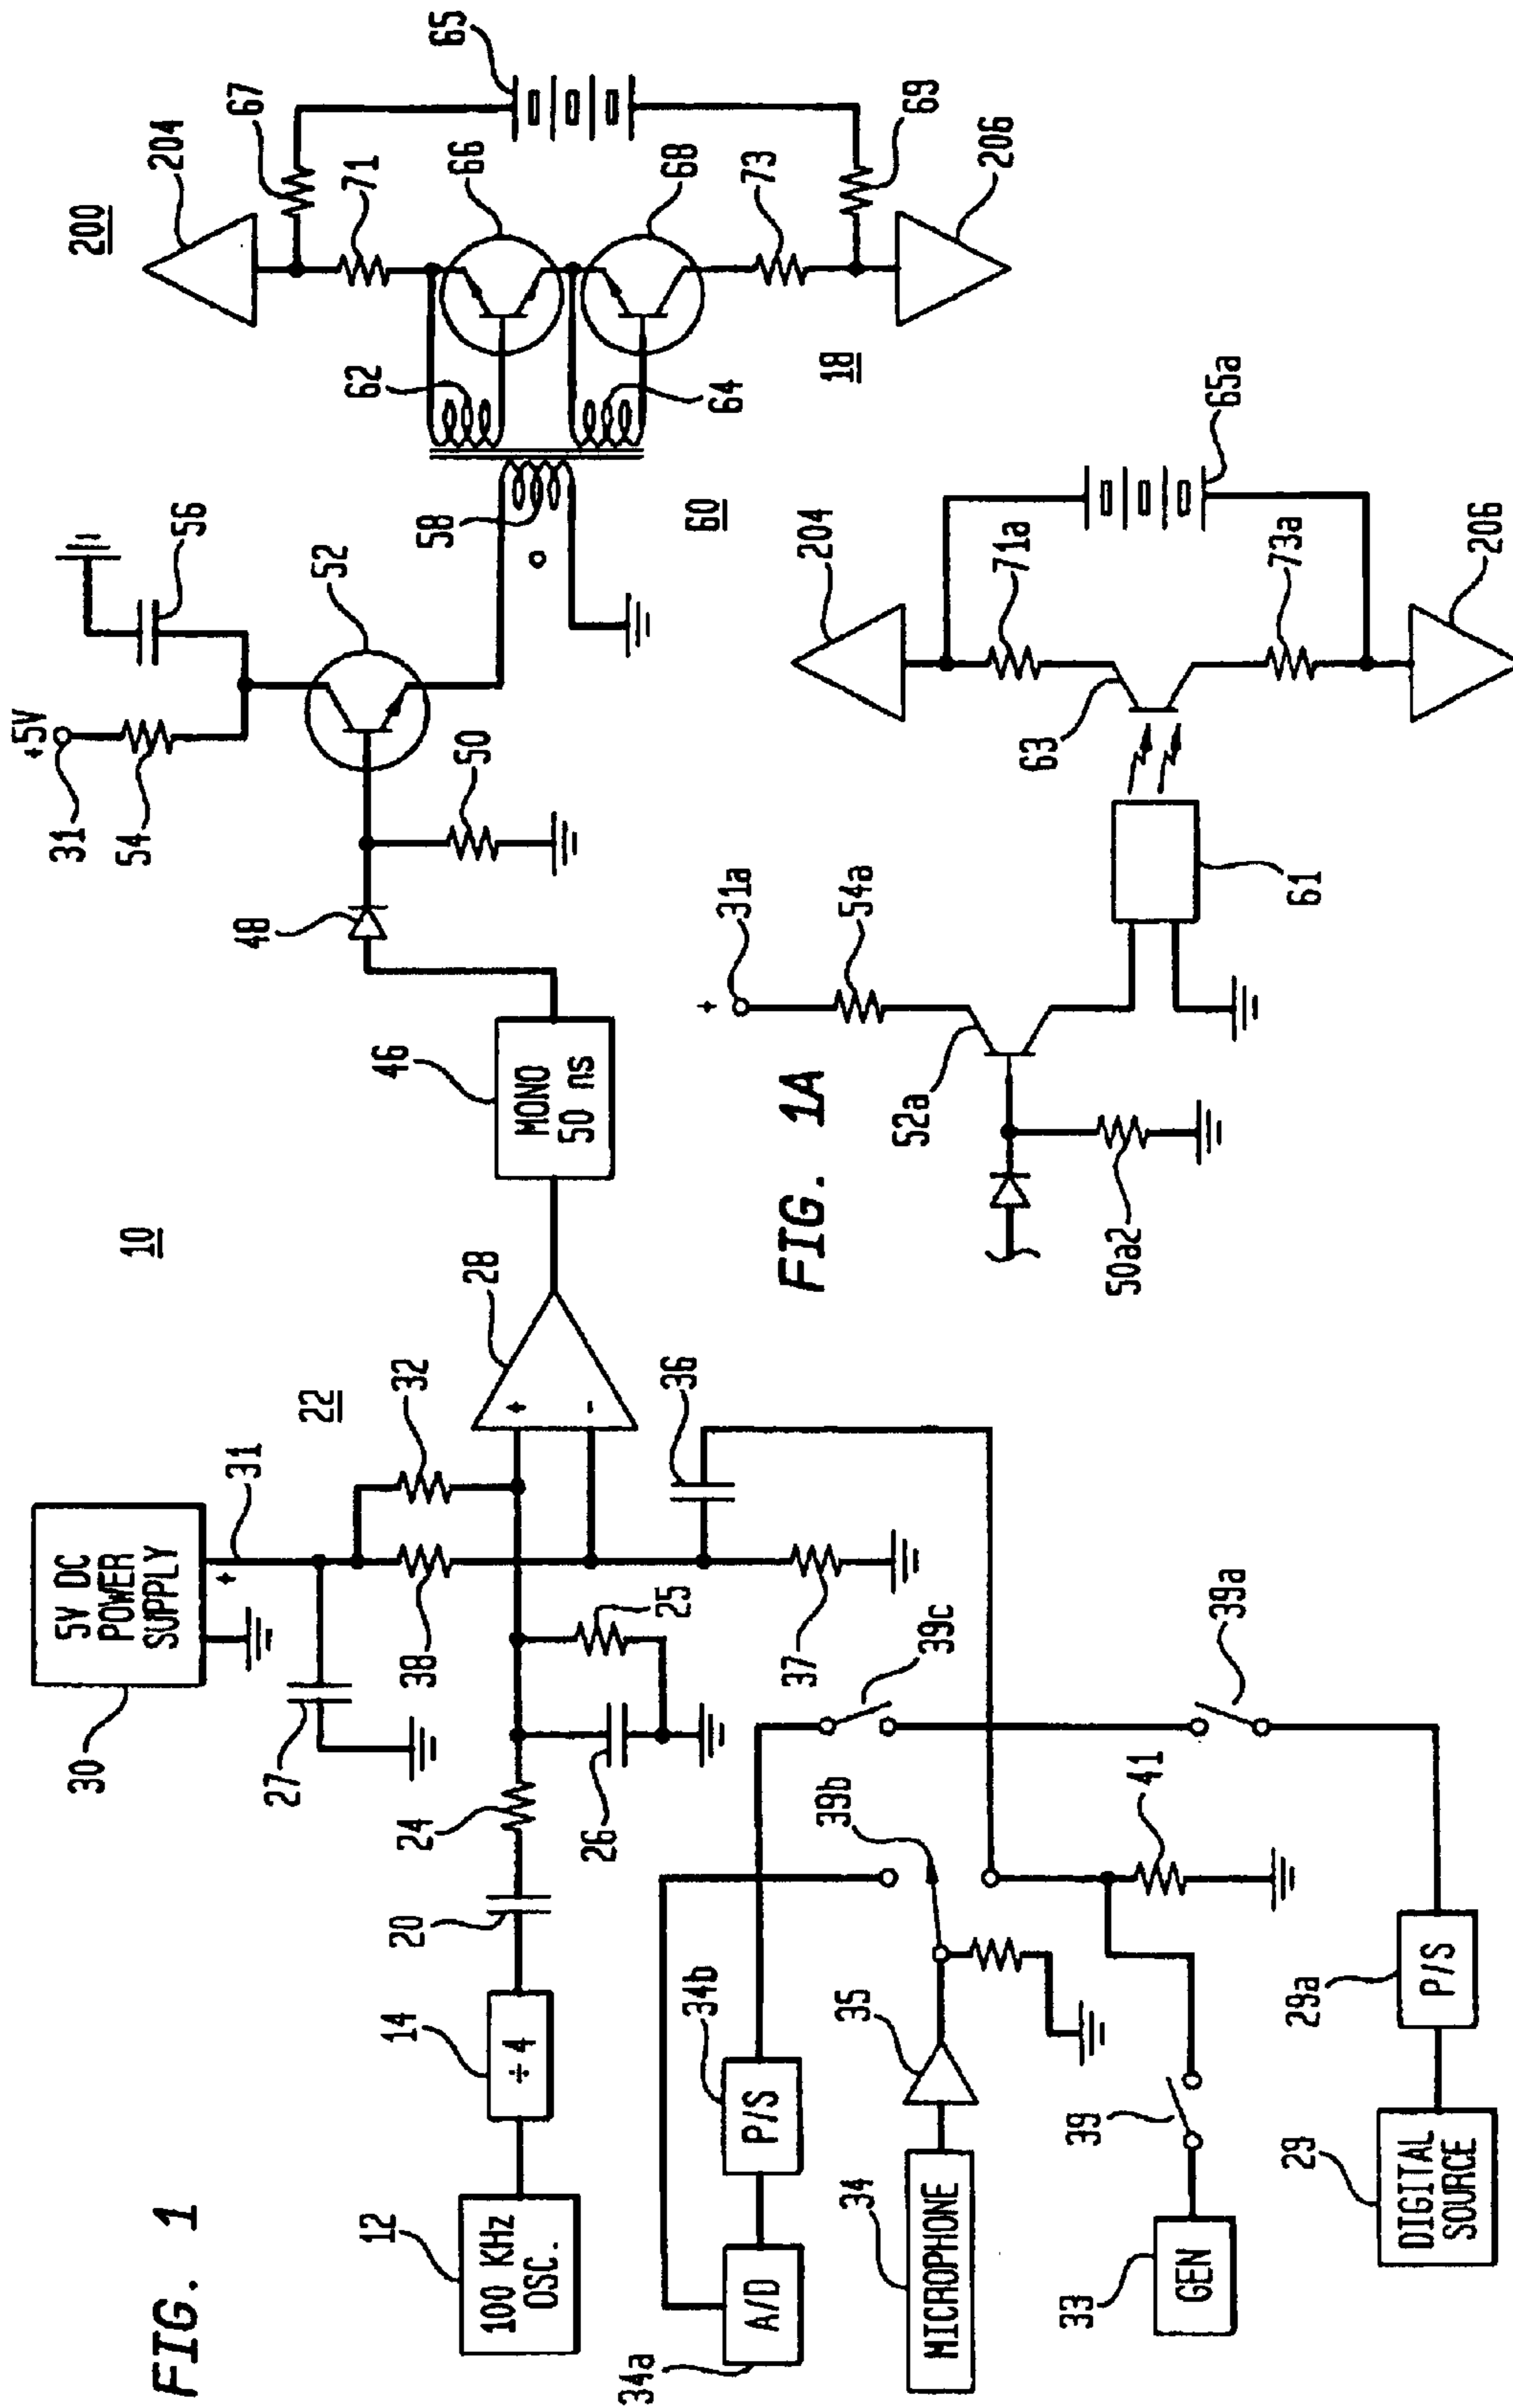 FIG. 1
10
12
100 KHz
OSC.
14
÷ 4
20
24
26
25
27
30
5V DC
POWER
SUPPLY
+
31
22
38
32
28
+
-
36
37
46
MONO
50 ns
48
50
31
+5V
54
56
52
58
60
62
64
66
68
18
71
73
67
69
65
200
204
206
34a
A/D
34b
P/S
34
MICROPHONE
35
39b
39c
39a
41
33
GEN
39
29
DIGITAL
SOURCE
29a
P/S
FIG. 1A
50a2
52a
54a
31a
+
61
63
71a
73a
65a
204
206